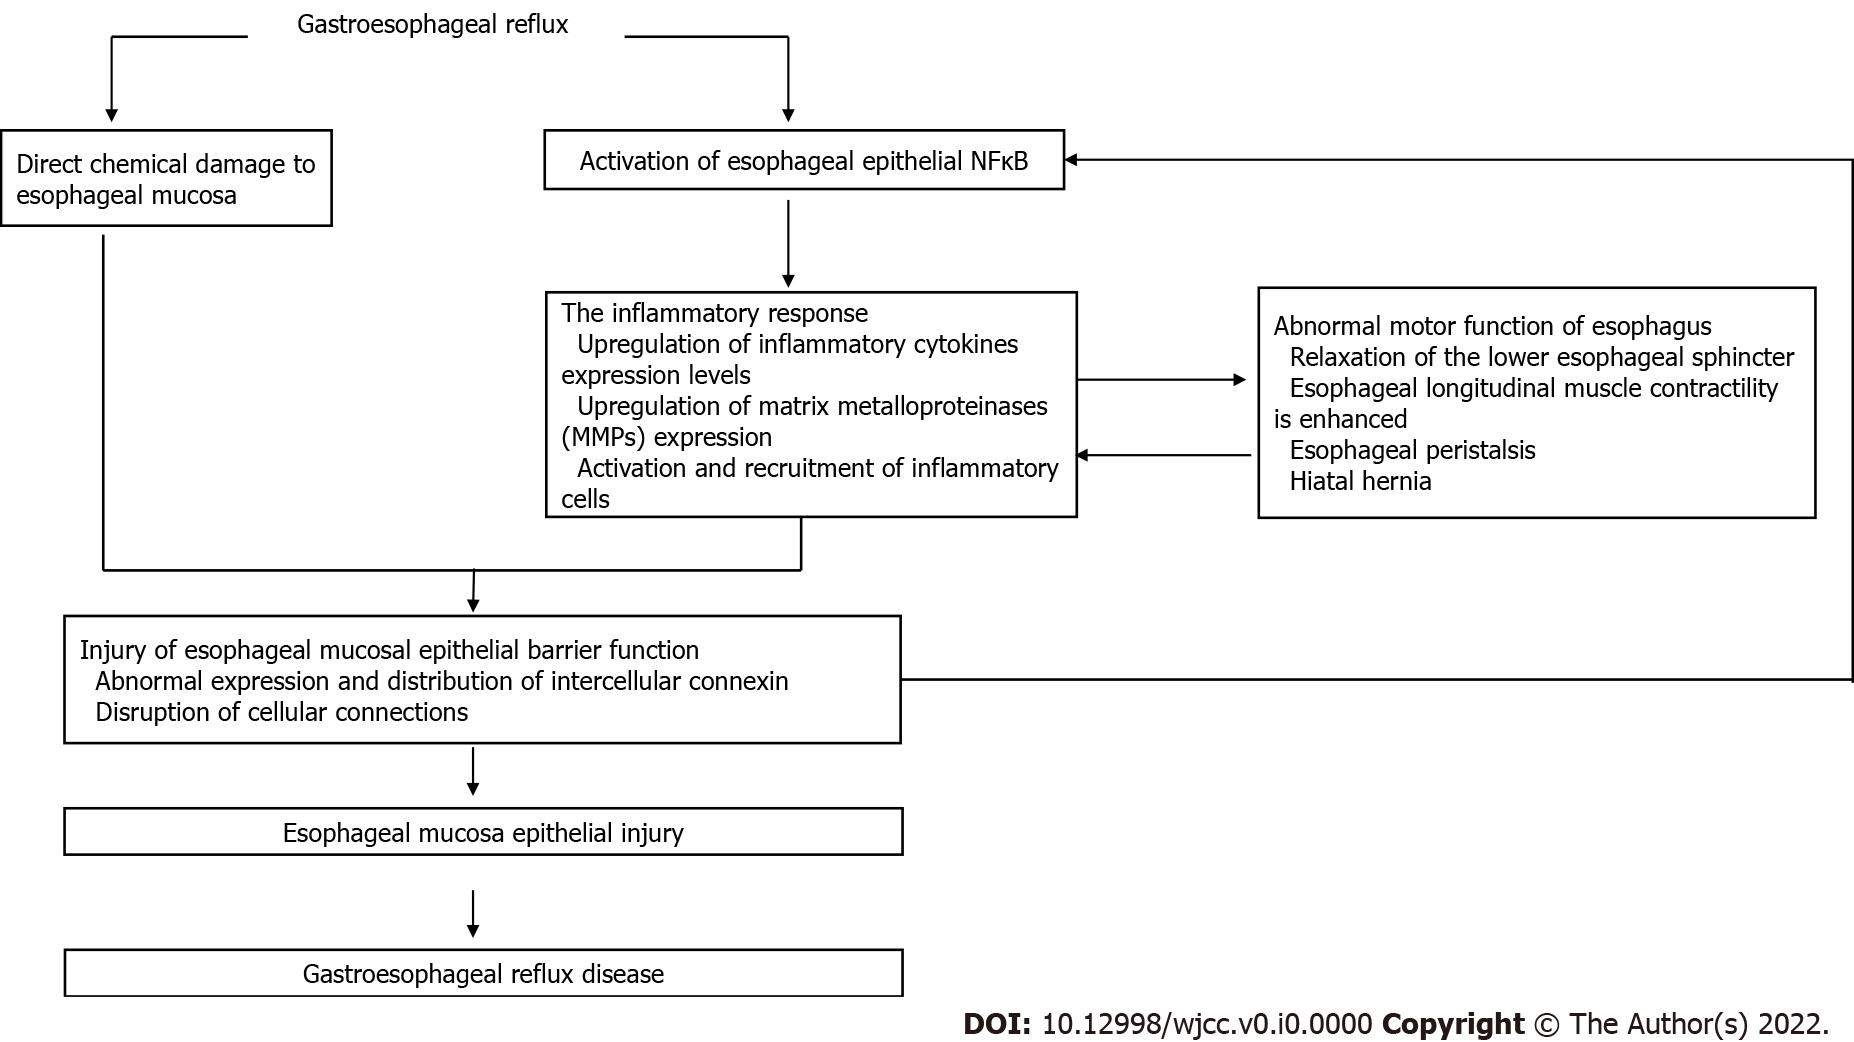 Gastroesophageal reflux
Direct chemical damage to
esophageal mucosa
Activation of esophageal epithelial NFκB
The inflammatory response
Upregulation of inflammatory cytokines
expression levels
Upregulation of matrix metalloproteinases
(MMPs) expression
Activation and recruitment of inflammatory
cells
Abnormal motor function of esophagus
Relaxation of the lower esophageal sphincter
Esophageal longitudinal muscle contractility
is enhanced
Esophageal peristalsis
Hiatal hernia
Injury of esophageal mucosal epithelial barrier function
Abnormal expression and distribution of intercellular connexin
Disruption of cellular connections
Esophageal mucosa epithelial injury
Gastroesophageal reflux disease
DOI: 10.12998/wjcc.v0.i0.0000 Copyright © The Author(s) 2022.